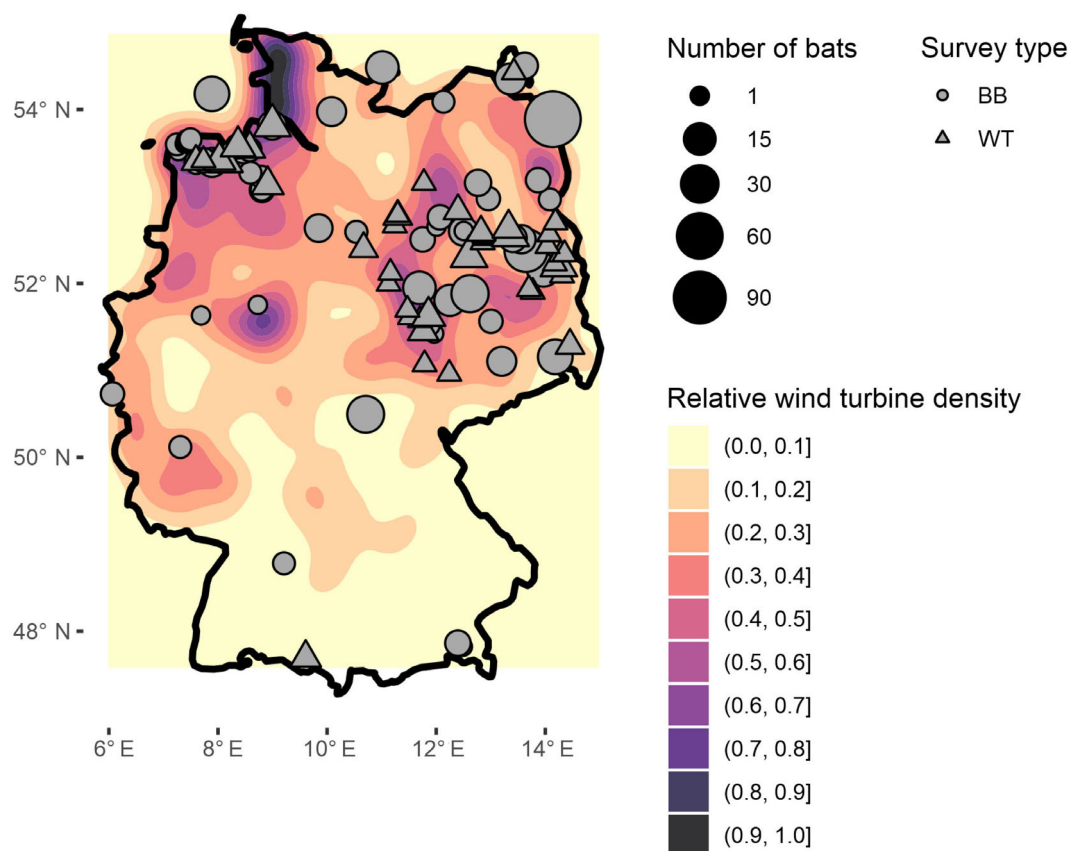 54° N
52° N
50° N
48° N
6° E
8° E
10° E
12° E
14° E
Number of bats
1
15
30
60
90
Survey type
BB
WT
Relative wind turbine density
(0.0, 0.1]
(0.1, 0.2]
(0.2, 0.3]
(0.3, 0.4]
(0.4, 0.5]
(0.5, 0.6]
(0.6, 0.7]
(0.7, 0.8]
(0.8, 0.9]
(0.9, 1.0]